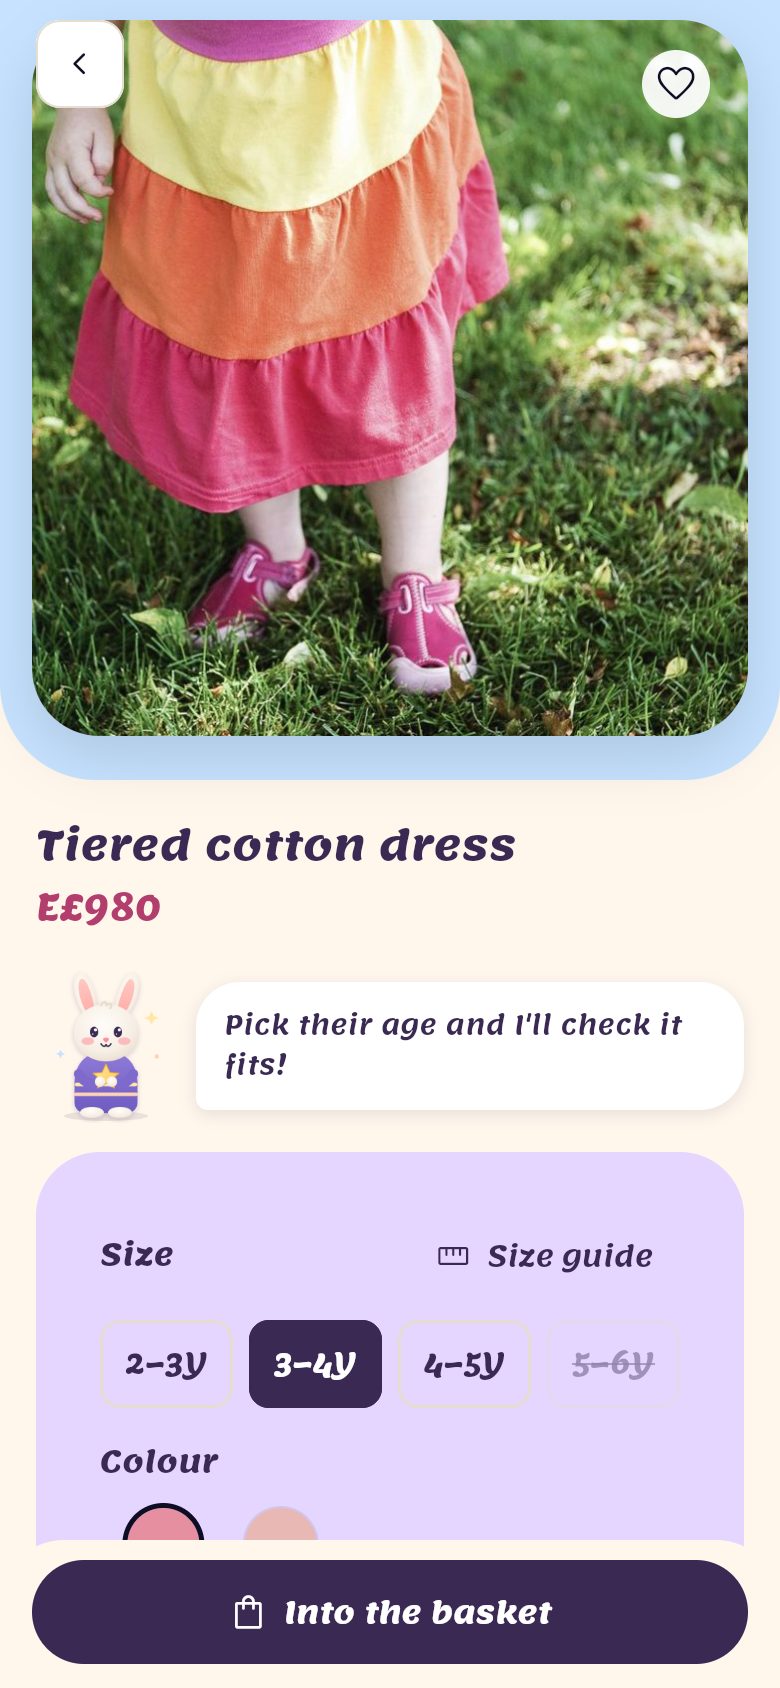 Tiered cotton dress
E£980
Pick their age and I'll check it
fits!
Size
Size guide
2–3Y
3–4Y
4–5Y
5–6Y
Colour
Into the basket